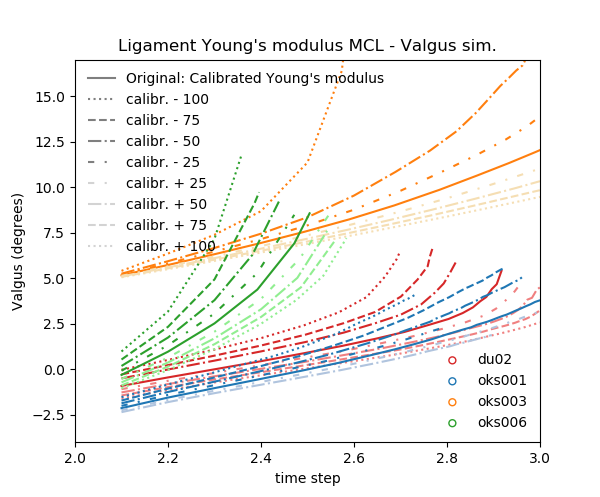 Ligament Young's modulus MCL - Valgus sim.
Original: Calibrated Young's modulus
calibr. - 100
calibr. - 75
calibr. - 50
calibr. - 25
calibr. + 25
calibr. + 50
calibr. + 75
calibr. + 100
15.0
12.5
10.0
7.5
5.0
2.5
0.0
−2.5
Valgus (degrees)
du02
oks001
oks003
oks006
2.0 2.2 2.4 2.6 2.8 3.0
time step